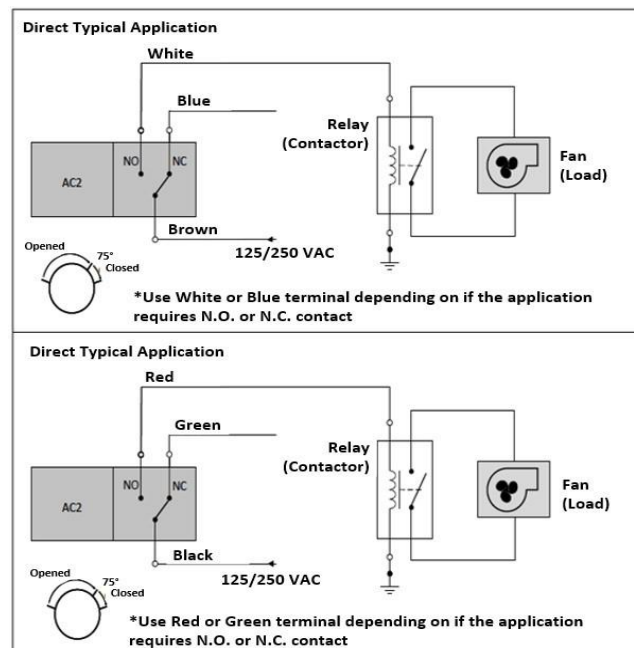 Direct Typical Application
White
Blue
Relay
(Contactor)
NO
NC
Fan
(Load)
AC2
Brown
125/250 VAC
Opened
75°
Closed
*Use White or Blue terminal depending on if the application
requires N.O. or N.C. contact
Direct Typical Application
Red
Green
Relay
(Contactor)
NO
NC
Fan
(Load)
AC2
Black
125/250 VAC
Opened
75°
Closed
*Use Red or Green terminal depending on if the application
requires N.O. or N.C. contact